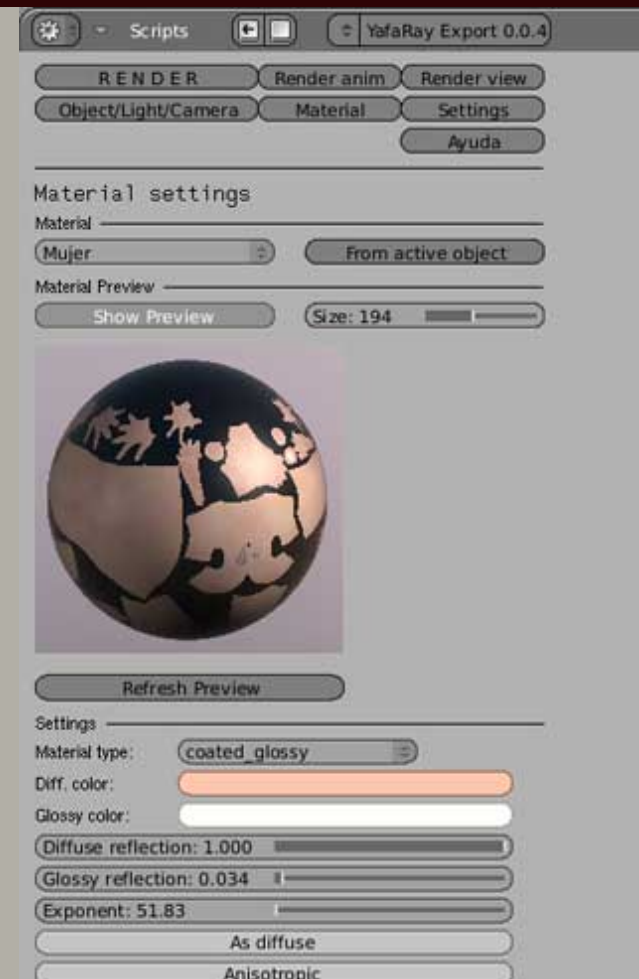 Scripts YafaRay Export 0.0.4
RENDER Render anim Render view
Object/Light/Camera Material Settings
Ayuda
Material settings
Material
Mujer From active object
Material Preview
Show Preview Size: 194
Refresh Preview
Settings
Material type: coated_glossy
Diff. color:
Glossy color:
Diffuse reflection: 1.000
Glossy reflection: 0.034
Exponent: 51.83
As diffuse
Anisotropic